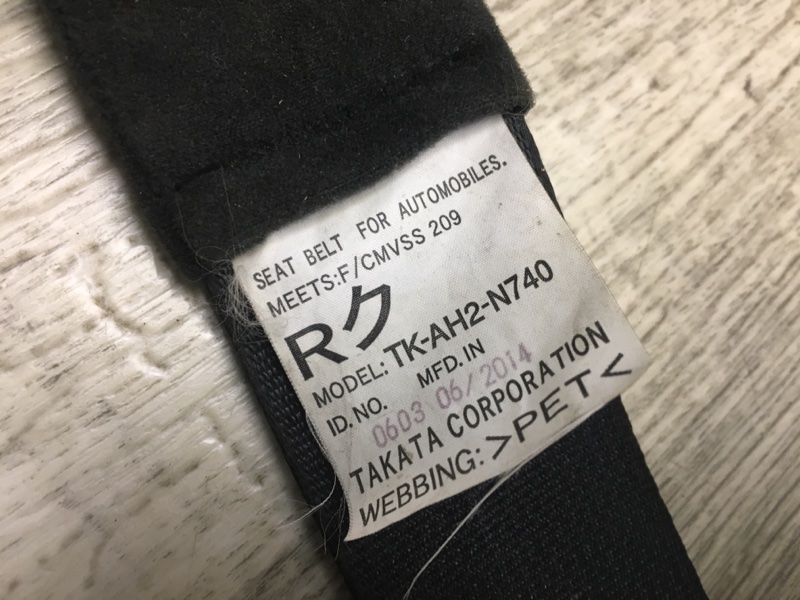 SEAT BELT FOR AUTOMOBILES.
MEETS:F/CMVSS 209
Rク
MODEL: TK-AH2-N740
ID. NO. MFD. IN
0603 06/2014
TAKATA CORPORATION
WEBBING: >PET<